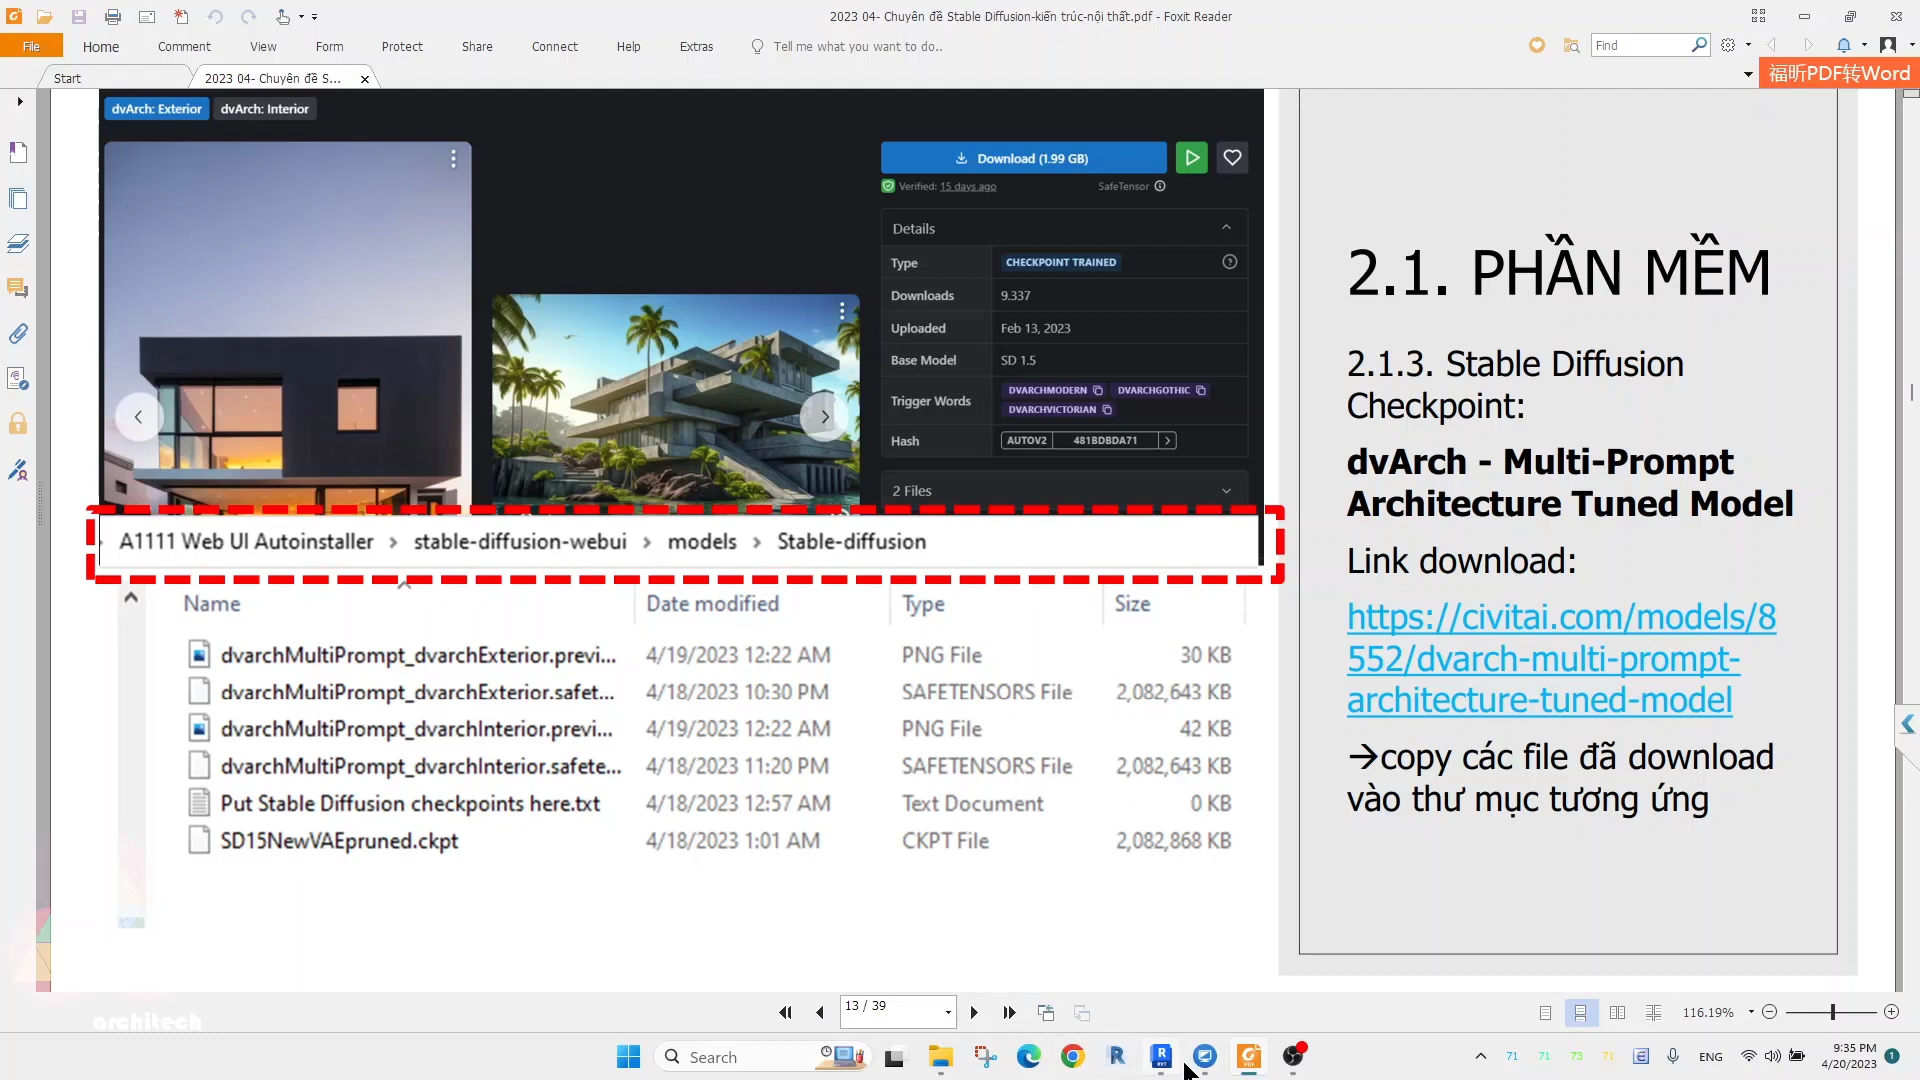 2023 04- Chuyên đề Stable Diffusion-kiến trúc-nội thất.pdf - Foxit Reader
File Home Comment View Form Protect Share Connect Help Extras Tell me what you want to do.. Find
Start 2023 04- Chuyên đề S... 福昕PDF转Word
dvArch: Exterior dvArch: Interior
Download (1.99 GB)
Verified: 15 days ago SafeTensor
Details
Type CHECKPOINT TRAINED
Downloads 9.337
Uploaded Feb 13, 2023
Base Model SD 1.5
Trigger Words DVARCHMODERN DVARCHGOTHIC
DVARCHVICTORIAN
Hash AUTOV2 481BDBDA71
2 Files
A1111 Web UI Autoinstaller > stable-diffusion-webui > models > Stable-diffusion
Name Date modified Type Size
dvarchMultiPrompt_dvarchExterior.previ... 4/19/2023 12:22 AM PNG File 30 KB
dvarchMultiPrompt_dvarchExterior.safet... 4/18/2023 10:30 PM SAFETENSORS File 2,082,643 KB
dvarchMultiPrompt_dvarchInterior.previ... 4/19/2023 12:22 AM PNG File 42 KB
dvarchMultiPrompt_dvarchInterior.safete... 4/18/2023 11:20 PM SAFETENSORS File 2,082,643 KB
Put Stable Diffusion checkpoints here.txt 4/18/2023 12:57 AM Text Document 0 KB
SD15NewVAEpruned.ckpt 4/18/2023 1:01 AM CKPT File 2,082,868 KB
2.1. PHẦN MỀM
2.1.3. Stable Diffusion
Checkpoint:
dvArch - Multi-Prompt
Architecture Tuned Model
Link download:
https://civitai.com/models/8
552/dvarch-multi-prompt-
architecture-tuned-model
→copy các file đã download
vào thư mục tương ứng
architech
13 / 39 116.19%
Search 71 71 73 71 ENG 9:35 PM
4/20/2023 1